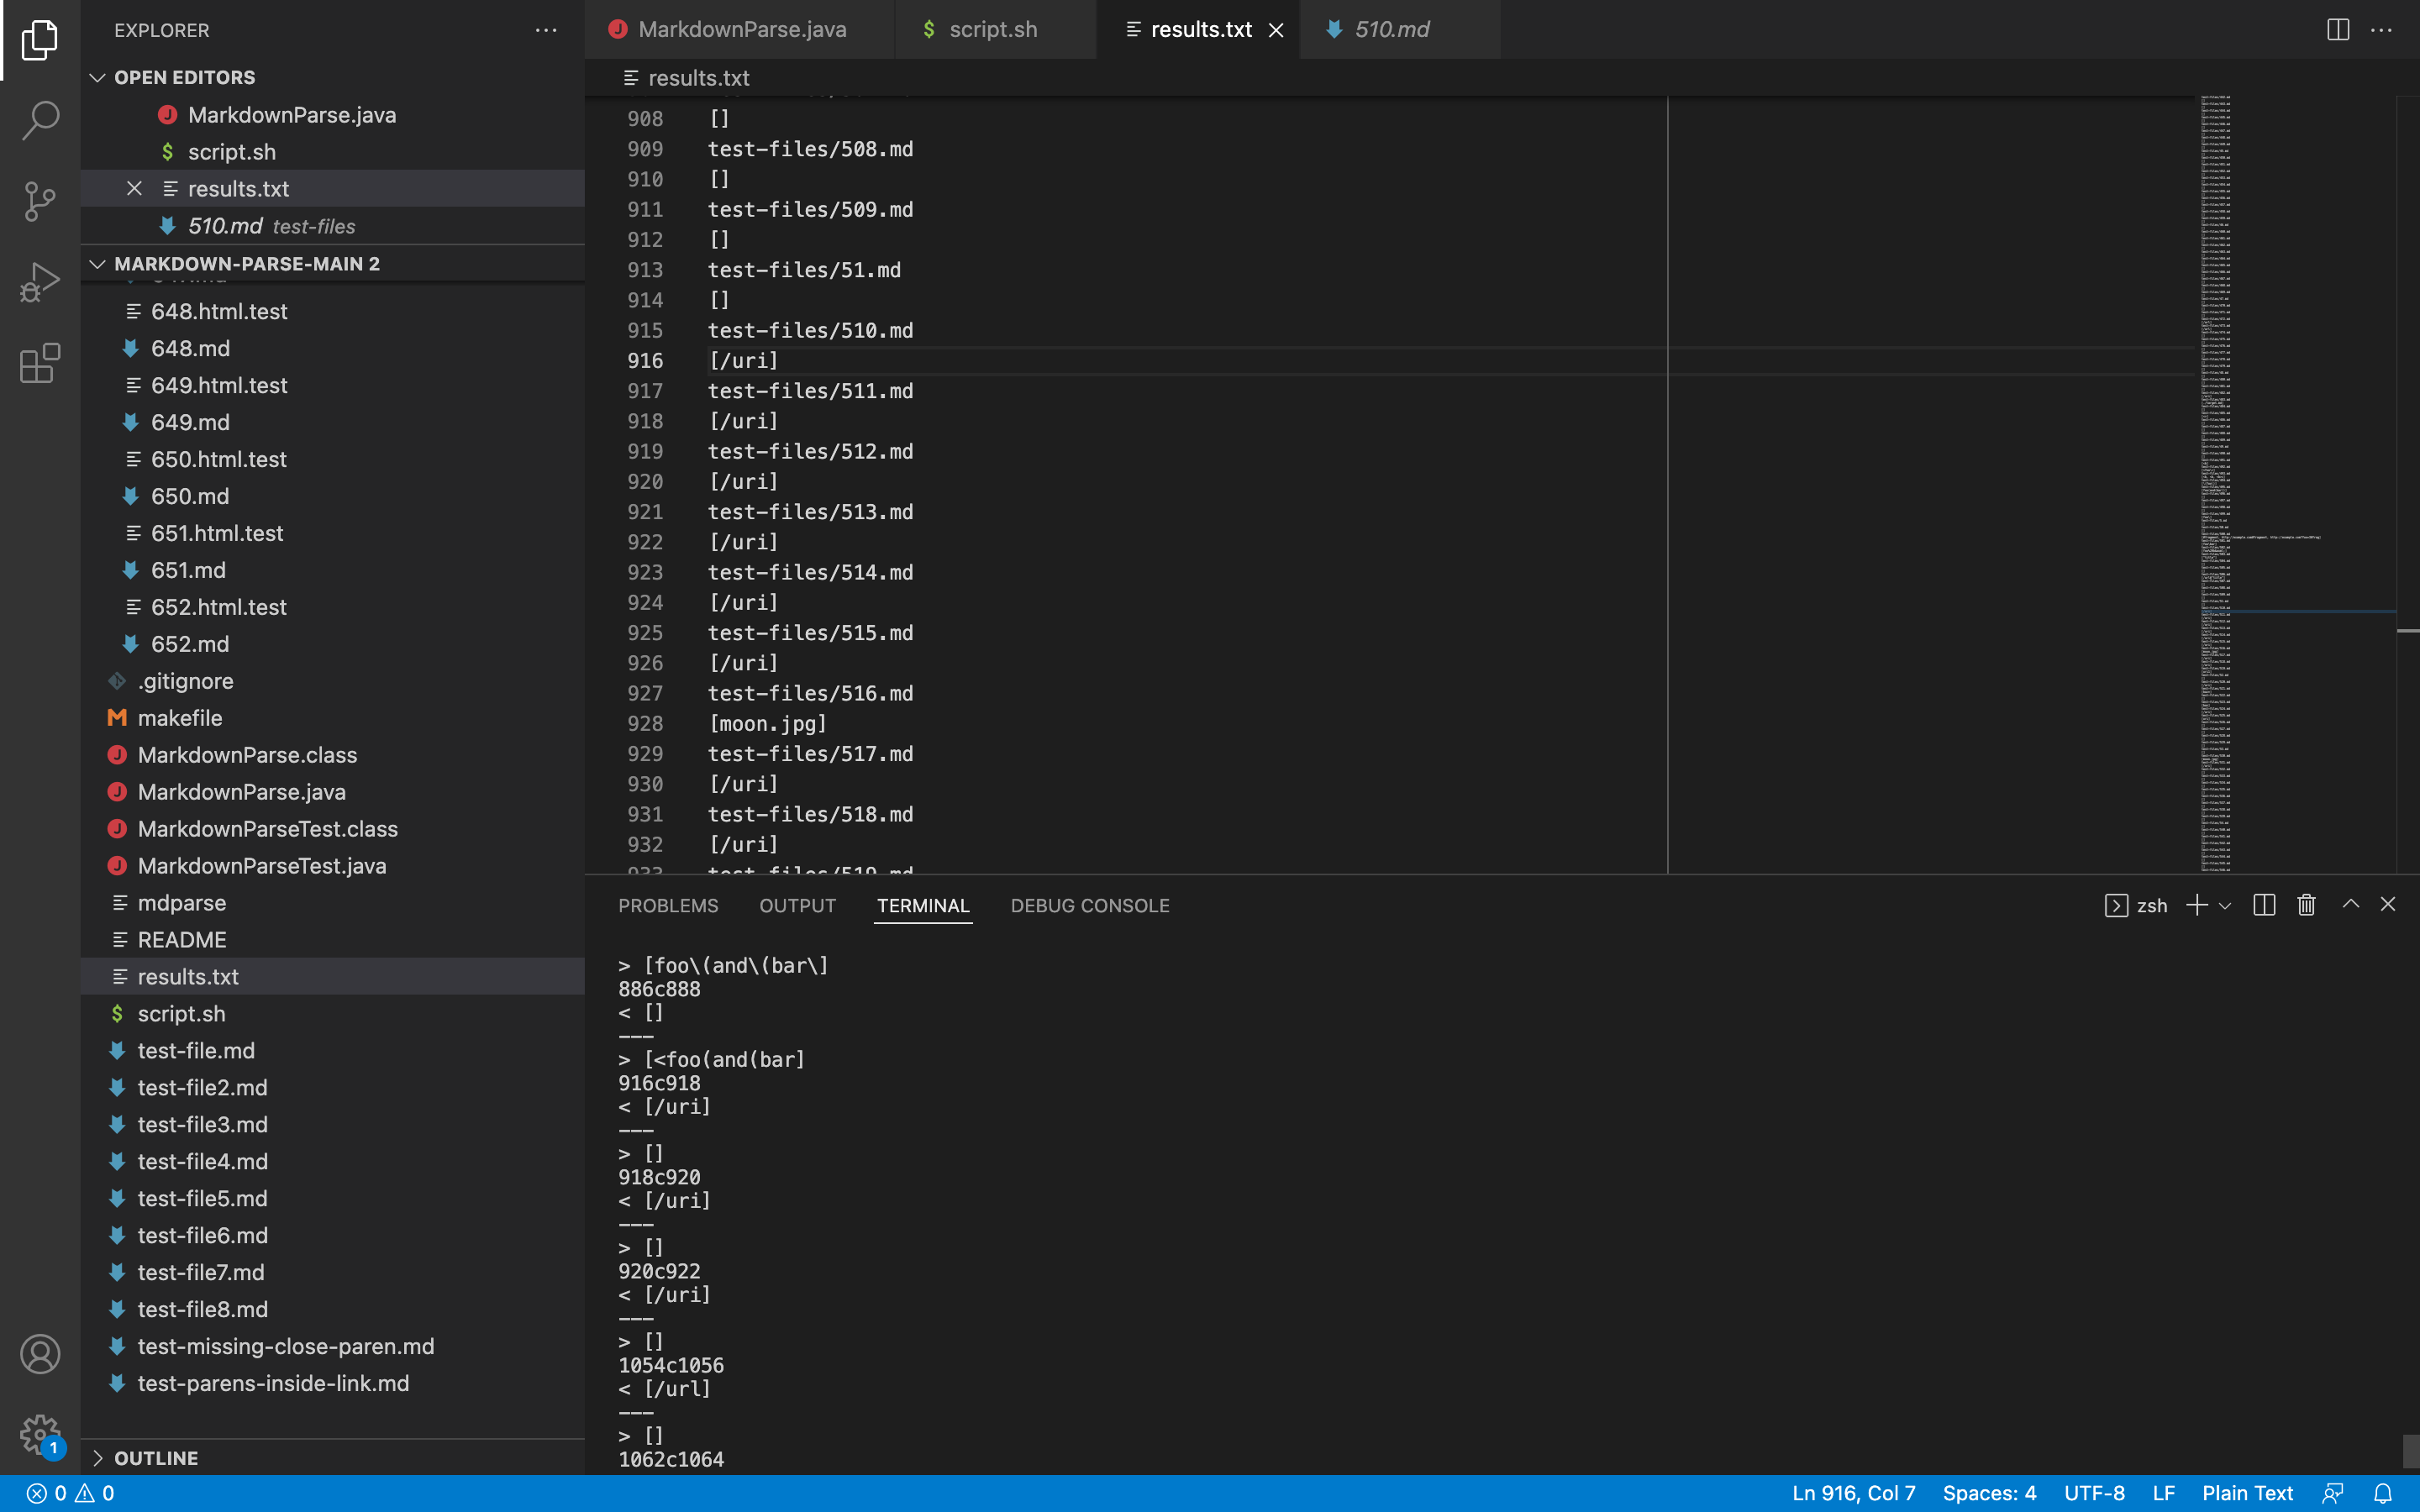 EXPLORER
OPEN EDITORS
MarkdownParse.java
$ script.sh
results.txt
510.md test-files
MARKDOWN-PARSE-MAIN 2
648.html.test
648.md
649.html.test
649.md
650.html.test
650.md
651.html.test
651.md
652.html.test
652.md
.gitignore
makefile
MarkdownParse.class
MarkdownParse.java
MarkdownParseTest.class
MarkdownParseTest.java
mdparse
README
results.txt
$ script.sh
test-file.md
test-file2.md
test-file3.md
test-file4.md
test-file5.md
test-file6.md
test-file7.md
test-file8.md
test-missing-close-paren.md
test-parens-inside-link.md
OUTLINE
1
MarkdownParse.java
$ script.sh
results.txt
510.md
results.txt
908 []
909 test-files/508.md
910 []
911 test-files/509.md
912 []
913 test-files/51.md
914 []
915 test-files/510.md
916 [/uri]
917 test-files/511.md
918 [/uri]
919 test-files/512.md
920 [/uri]
921 test-files/513.md
922 [/uri]
923 test-files/514.md
924 [/uri]
925 test-files/515.md
926 [/uri]
927 test-files/516.md
928 [moon.jpg]
929 test-files/517.md
930 [/uri]
931 test-files/518.md
932 [/uri]
933 test-files/519.md
PROBLEMS
OUTPUT
TERMINAL
DEBUG CONSOLE
zsh
> [foo\(and\(bar\]
886c888
< []
---
> [<foo(and(bar]
916c918
< [/uri]
---
> []
918c920
< [/uri]
---
> []
920c922
< [/uri]
---
> []
1054c1056
< [/url]
---
> []
1062c1064
0 0
Ln 916, Col 7
Spaces: 4
UTF-8
LF
Plain Text